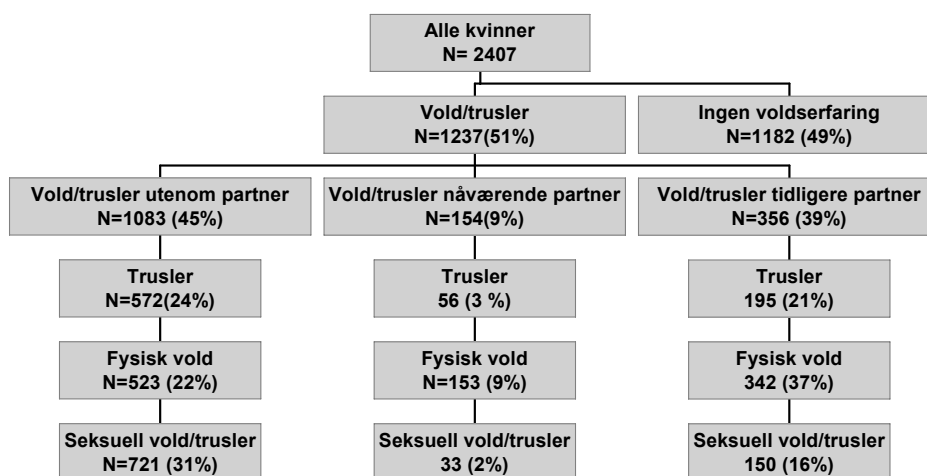 Alle kvinner
N= 2407
Vold/trusler
N=1237(51%)
Ingen voldserfaring
N=1182 (49%)
Vold/trusler utenom partner
N=1083 (45%)
Vold/trusler nåværende partner
N=154(9%)
Vold/trusler tidligere partner
N=356 (39%)
Trusler
N=572(24%)
Trusler
56 (3 %)
Trusler
195 (21%)
Fysisk vold
N=523 (22%)
Fysisk vold
N=153 (9%)
Fysisk vold
342 (37%)
Seksuell vold/trusler
N=721 (31%)
Seksuell vold/trusler
33 (2%)
Seksuell vold/trusler
150 (16%)